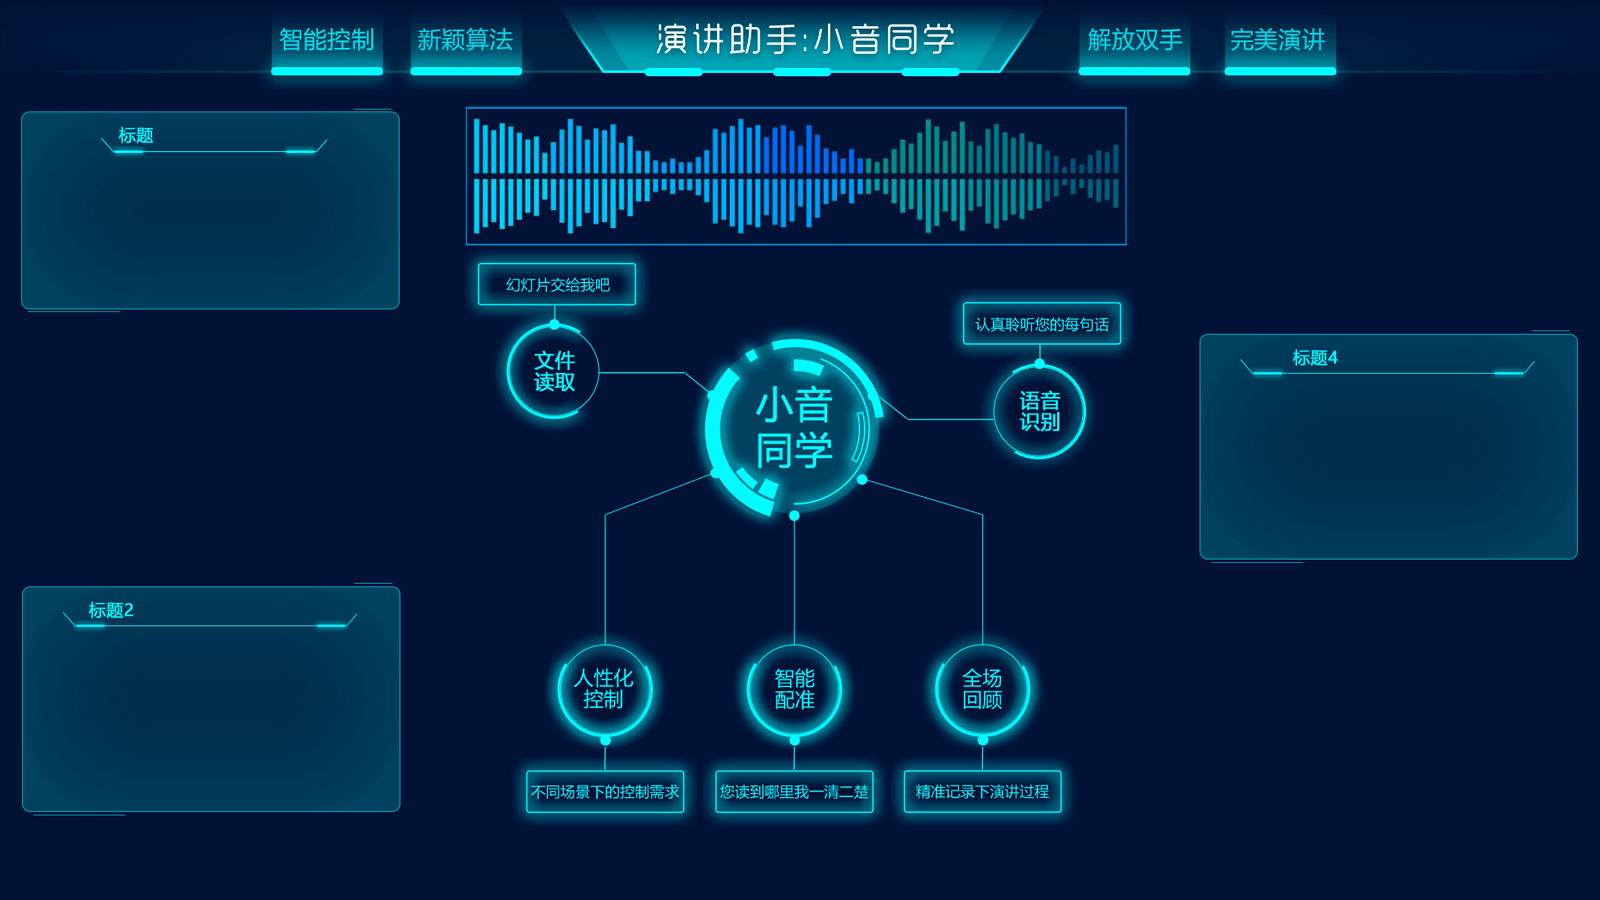 智能控制
新颖算法
演讲助手:小音同学
解放双手
完美演讲
标题
幻灯片交给我吧
文件
读取
认真聆听您的每句话
语音
识别
小音
同学
标题4
标题2
人性化
控制
智能
配准
全场
回顾
不同场景下的控制需求
您读到哪里我一清二楚
精准记录下演讲过程